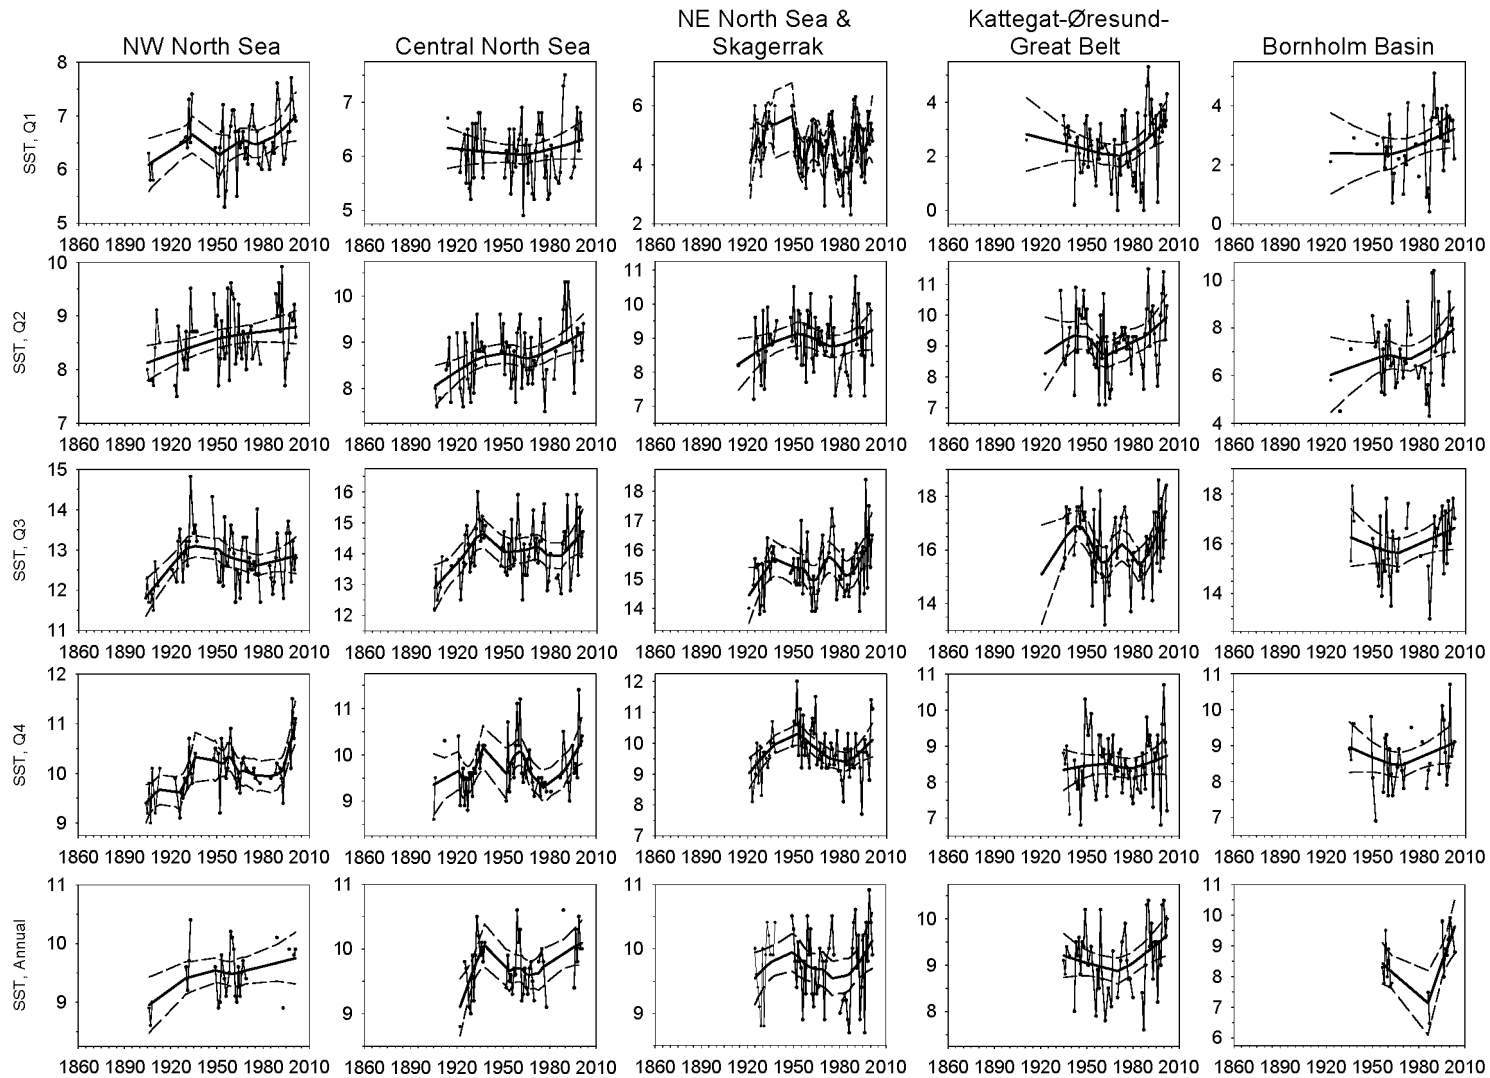 NE North Sea &
Skagerrak
Kattegat-Øresund-
Great Belt
NW North Sea
Central North Sea
Bornholm Basin
SST, Q1
8
7
6
5
7
6
5
6
4
2
4
2
0
4
2
0
1860 1890 1920 1950 1980 2010
1860 1890 1920 1950 1980 2010
1860 1890 1920 1950 1980 2010
1860 1890 1920 1950 1980 2010
1860 1890 1920 1950 1980 2010
SST, Q2
10
9
8
7
10
9
8
11
10
9
8
7
11
10
9
8
7
10
8
6
4
1860 1890 1920 1950 1980 2010
1860 1890 1920 1950 1980 2010
1860 1890 1920 1950 1980 2010
1860 1890 1920 1950 1980 2010
1860 1890 1920 1950 1980 2010
SST, Q3
15
14
13
12
11
16
15
14
13
12
18
17
16
15
14
18
16
14
18
16
14
1860 1890 1920 1950 1980 2010
1860 1890 1920 1950 1980 2010
1860 1890 1920 1950 1980 2010
1860 1890 1920 1950 1980 2010
1860 1890 1920 1950 1980 2010
SST, Q4
12
11
10
9
11
10
9
12
11
10
9
8
7
11
10
9
8
7
11
10
9
8
7
1860 1890 1920 1950 1980 2010
1860 1890 1920 1950 1980 2010
1860 1890 1920 1950 1980 2010
1860 1890 1920 1950 1980 2010
1860 1890 1920 1950 1980 2010
SST, Annual
11
10
9
11
10
9
11
10
9
10
9
8
11
10
9
8
7
6
1860 1890 1920 1950 1980 2010
1860 1890 1920 1950 1980 2010
1860 1890 1920 1950 1980 2010
1860 1890 1920 1950 1980 2010
1860 1890 1920 1950 1980 2010